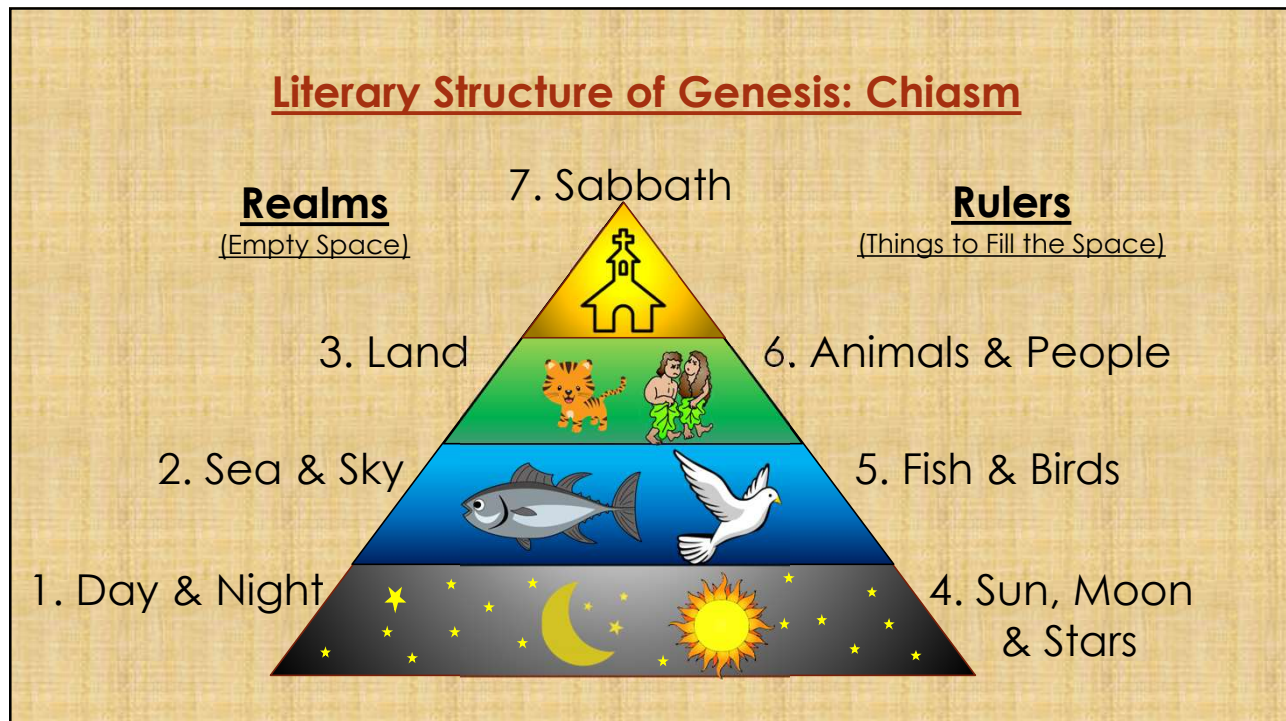 Literary Structure of Genesis: Chiasm
7. Sabbath
Realms
(Empty Space)
Rulers
(Things to Fill the Space)
3. Land
6. Animals & People
2. Sea & Sky
5. Fish & Birds
1. Day & Night
4. Sun, Moon
& Stars